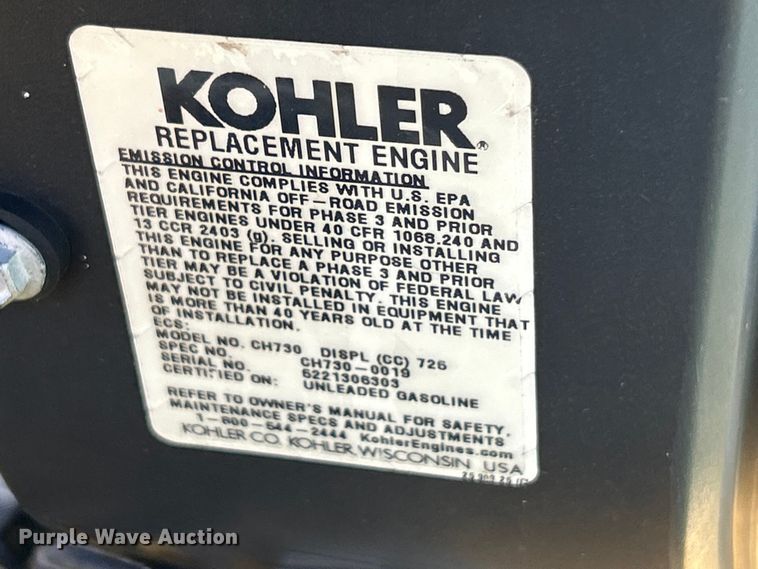 KOHLER®
REPLACEMENT ENGINE
EMISSION CONTROL INFORMATION
THIS ENGINE COMPLIES WITH U.S. EPA
AND CALIFORNIA OFF-ROAD EMISSION
REQUIREMENTS FOR PHASE 3 AND PRIOR
TIER ENGINES UNDER 40 CFR 1068.240 AND
13 CCR 2403 (g). SELLING OR INSTALLING
THIS ENGINE FOR ANY PURPOSE OTHER
THAN TO REPLACE A PHASE 3 AND PRIOR
TIER MAY BE A VIOLATION OF FEDERAL LAW
SUBJECT TO CIVIL PENALTY. THIS ENGINE
MAY NOT BE INSTALLED IN EQUIPMENT THAT
IS MORE THAN 40 YEARS OLD AT THE TIME
OF INSTALLATION.
ECS:
MODEL NO. CH730 DISPL (CC) 725
SPEC NO. CH730-0019
SERIAL NO. 5221306303
CERTIFIED ON: UNLEADED GASOLINE
REFER TO OWNER'S MANUAL FOR SAFETY,
MAINTENANCE SPECS AND ADJUSTMENTS
1-800-544-2444 KohlerEngines.com
KOHLER CO. KOHLER, WISCONSIN USA
Purple Wave Auction